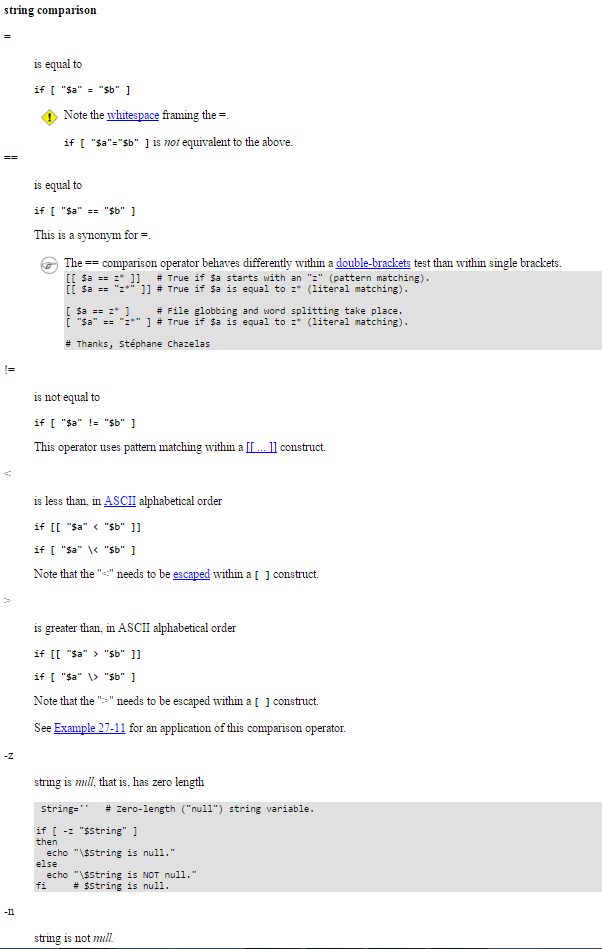 string comparison
=
is equal to
if [ "$a" = "$b" ]
Note the whitespace framing the =.
if [ "$a"="$b" ] is not equivalent to the above.
==
is equal to
if [ "$a" == "$b" ]
This is a synonym for =.
The == comparison operator behaves differently within a double-brackets test than within single brackets.
[[ $a == z* ]]   # True if $a starts with an "z" (pattern matching).
[[ $a == "z*" ]] # True if $a is equal to z* (literal matching).
[ $a == z* ]     # File globbing and word splitting take place.
[ "$a" == "z*" ] # True if $a is equal to z* (literal matching).
# Thanks, Stéphane Chazelas
!=
is not equal to
if [ "$a" != "$b" ]
This operator uses pattern matching within a [[ ... ]] construct.
<
is less than, in ASCII alphabetical order
if [[ "$a" < "$b" ]]
if [ "$a" \< "$b" ]
Note that the "<" needs to be escaped within a [ ] construct.
>
is greater than, in ASCII alphabetical order
if [[ "$a" > "$b" ]]
if [ "$a" \> "$b" ]
Note that the ">" needs to be escaped within a [ ] construct.
See Example 27-11 for an application of this comparison operator.
-z
string is null, that is, has zero length
String=''   # Zero-length ("null") string variable.
if [ -z "$String" ]
then
  echo "\$String is null."
else
  echo "\$String is NOT null."
fi     # $String is null.
-n
string is not null.